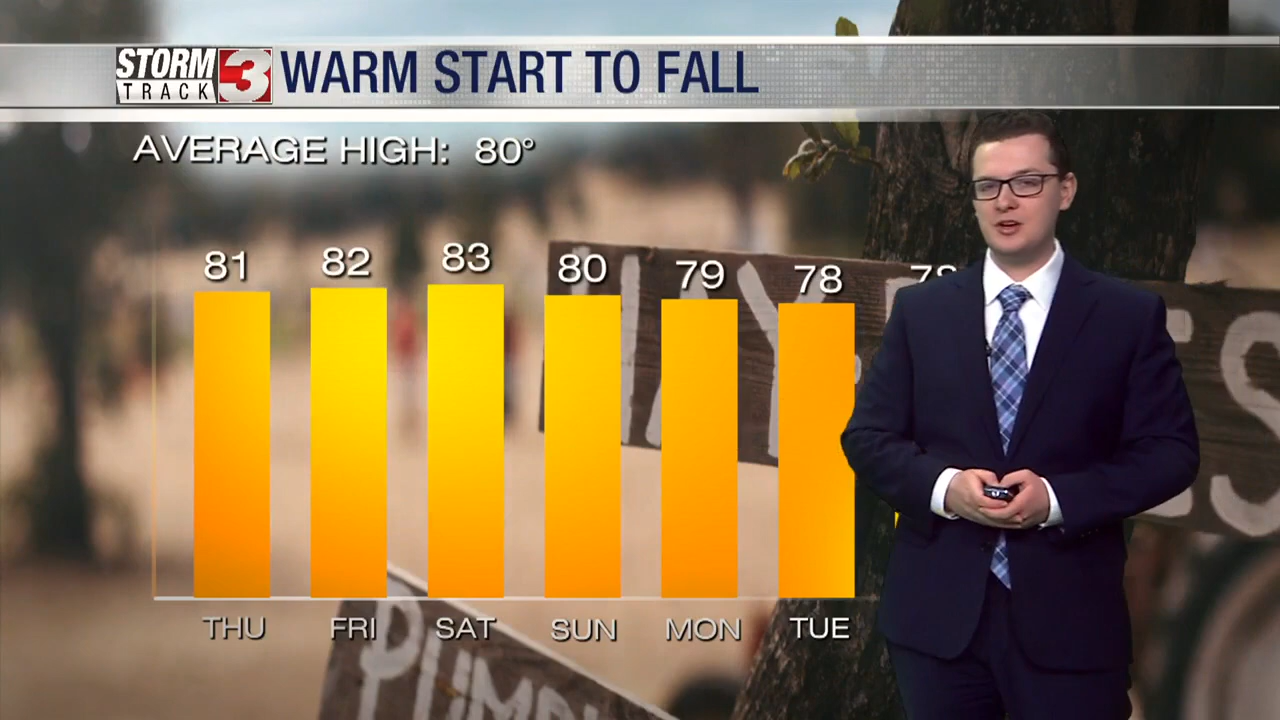 STORM
TRACK 3
WARM START TO FALL
AVERAGE HIGH: 80°
81 82 83 80 79 78
THU FRI SAT SUN MON TUE